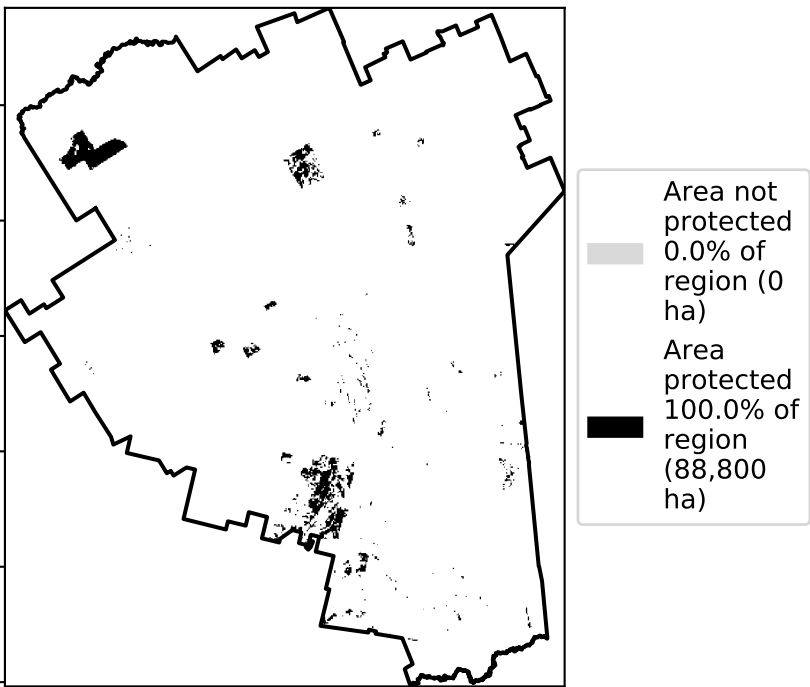 Area not
protected
0.0% of
region (0
ha)
Area
protected
100.0% of
region
(88,800
ha)